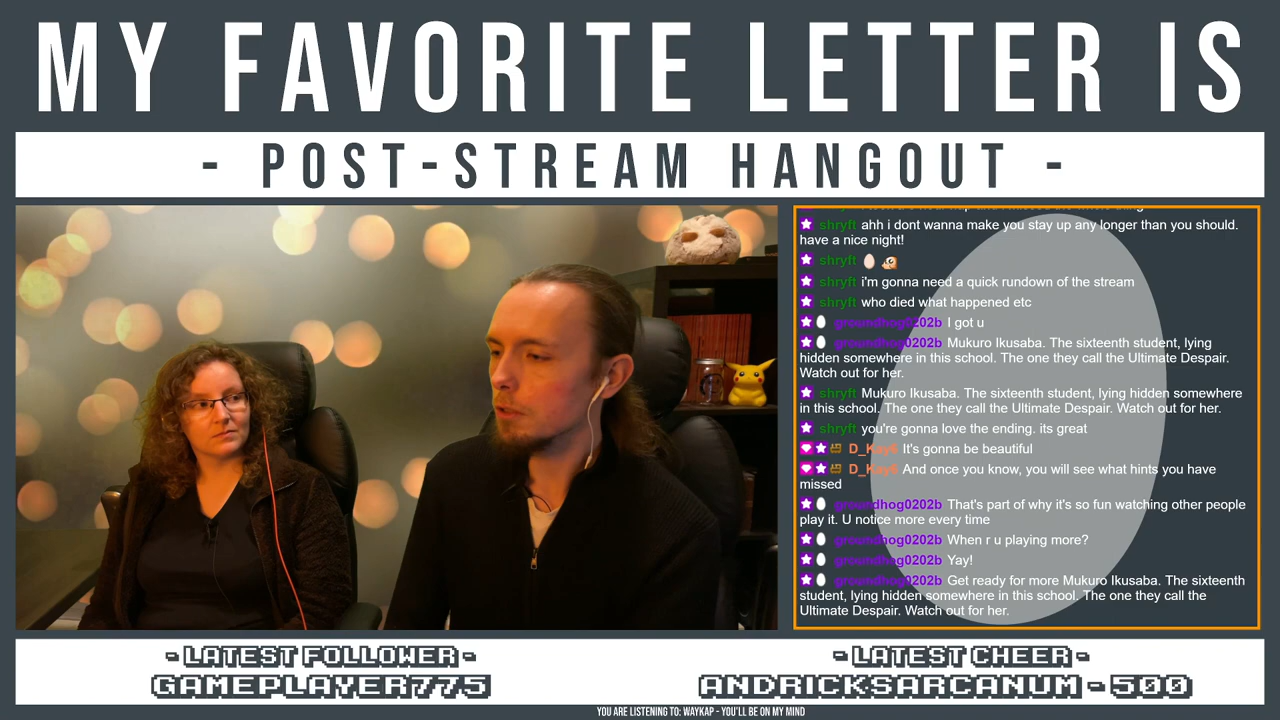 MY FAVORITE LETTER IS
- POST-STREAM HANGOUT -
shryft ahh i dont wanna make you stay up any longer than you should.
have a nice night!
shryft
shryft i'm gonna need a quick rundown of the stream
shryft who died what happened etc
groundhog0202b I got u
groundhog0202b Mukuro Ikusaba. The sixteenth student, lying
hidden somewhere in this school. The one they call the Ultimate Despair.
Watch out for her.
shryft Mukuro Ikusaba. The sixteenth student, lying hidden somewhere
in this school. The one they call the Ultimate Despair. Watch out for her.
shryft you're gonna love the ending. its great
It's gonna be beautiful
And once you know, you will see what hints you have
missed
groundhog0202b That's part of why it's so fun watching other people
play it. U notice more every time
groundhog0202b When r u playing more?
groundhog0202b Yay!
groundhog0202b Get ready for more Mukuro Ikusaba. The sixteenth
student, lying hidden somewhere in this school. The one they call the
Ultimate Despair. Watch out for her.
- LATEST FOLLOWER -
GAMEPLAYER775
- LATEST CHEER -
ANDRICKSARCANUM - 500
YOU ARE LISTENING TO: WAYKAP - YOU'LL BE ON MY MIND